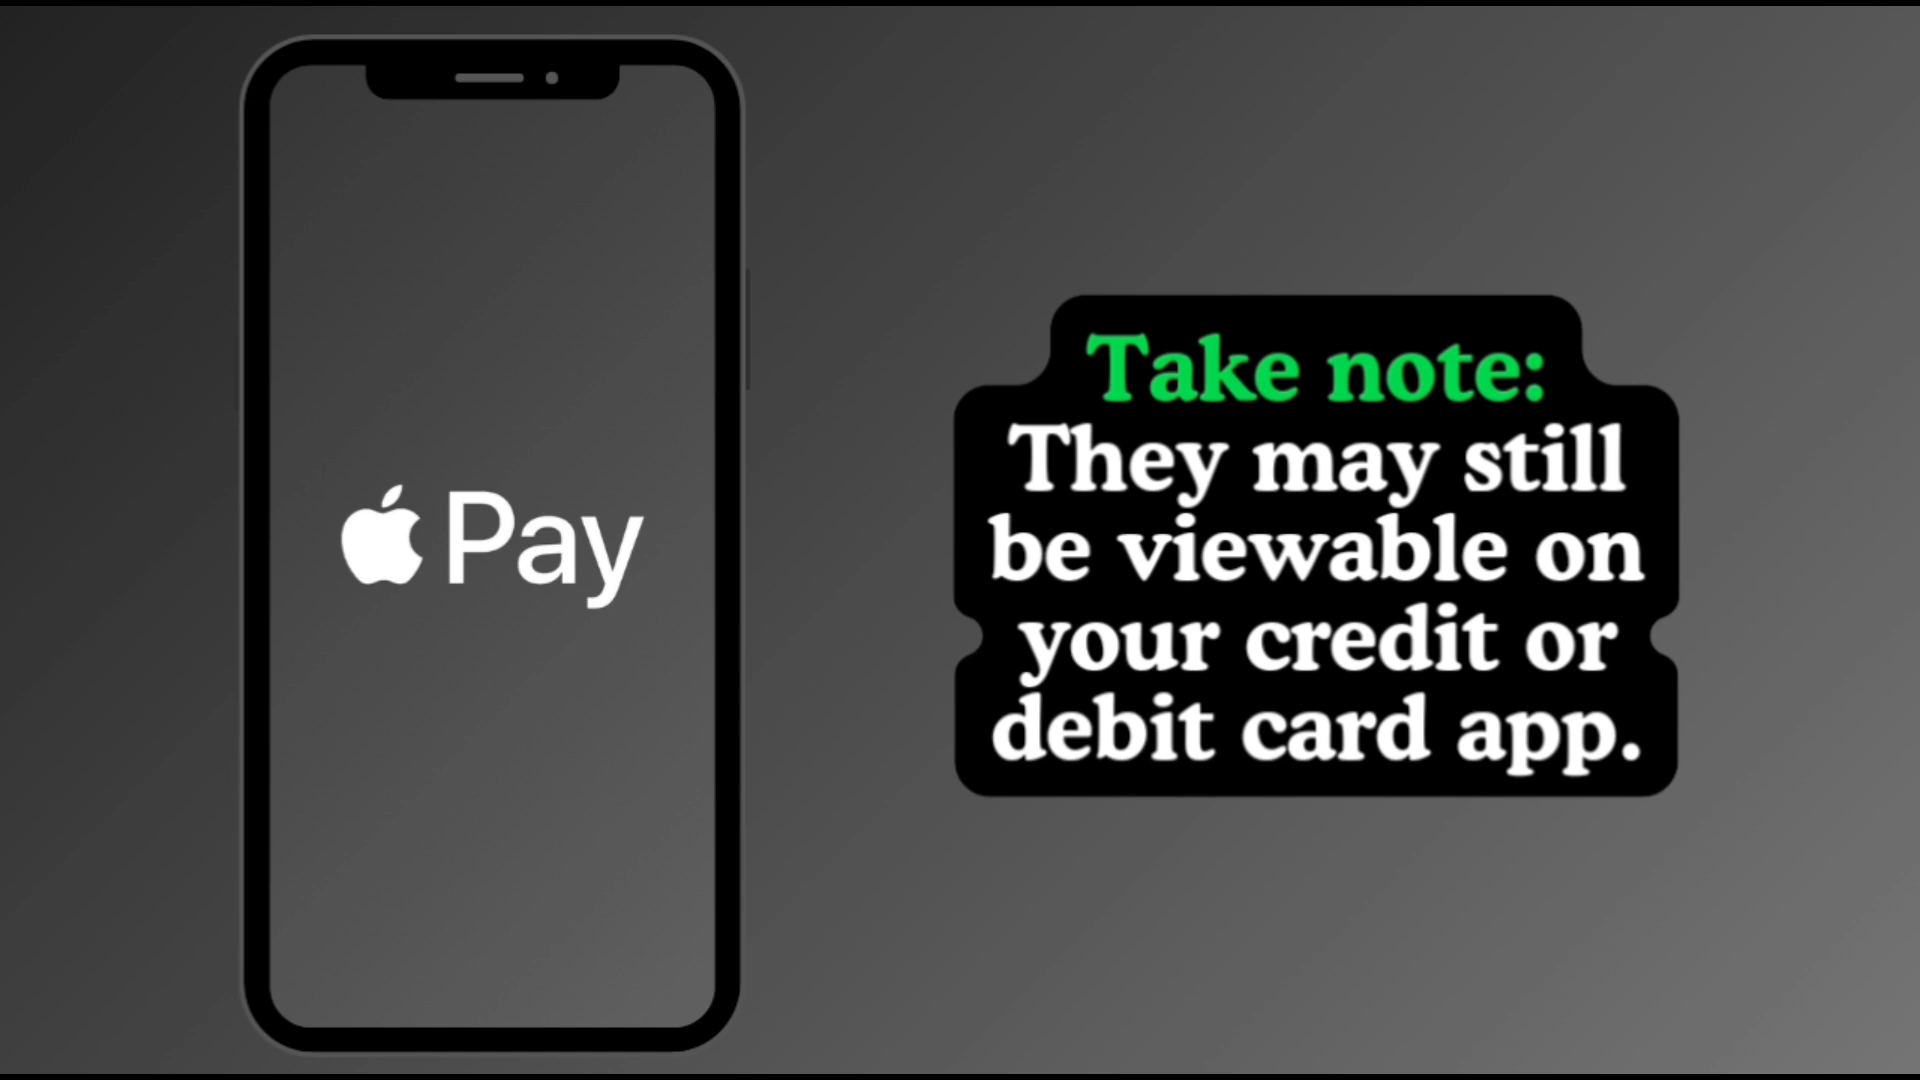 Pay
Take note:
They may still
be viewable on
your credit or
debit card app.